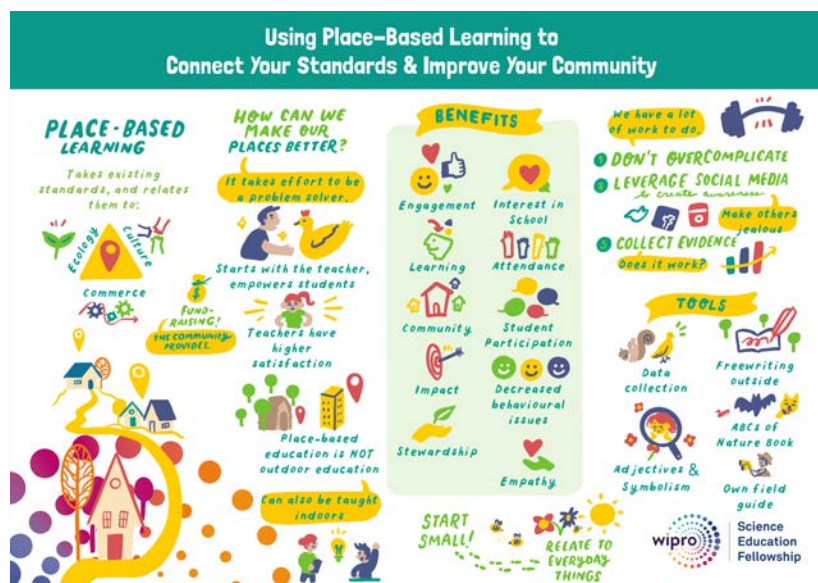 Using Place-Based Learning to
Connect Your Standards & Improve Your Community
PLACE-BASED
LEARNING
Takes existing
standards, and relates
them to:
Ecology
Culture
Commerce
FUND-
RAISING!
THE COMMUNITY
PROVIDES.
HOW CAN WE
MAKE OUR
PLACES BETTER?
It takes effort to be
a problem solver.
Starts with the teacher,
empowers students
Teachers have
higher
satisfaction
Place-based
education is NOT
outdoor education
Can also be taught
indoors
BENEFITS
Engagement
Interest in
School
Learning
Attendance
Community
Student
Participation
Impact
Decreased
behavioural
issues
Stewardship
Empathy
START
SMALL!
RELATE TO
EVERYDAY
THINGS
We have a lot
of work to do.
1 DON'T OVERCOMPLICATE
2 LEVERAGE SOCIAL MEDIA
to create awareness
Make others
jealous
3 COLLECT EVIDENCE
Does it work?
TOOLS
Data
collection
Freewriting
outside
ABCs of
Nature Book
Adjectives &
Symbolism
Own field
guide
wipro
Science
Education
Fellowship